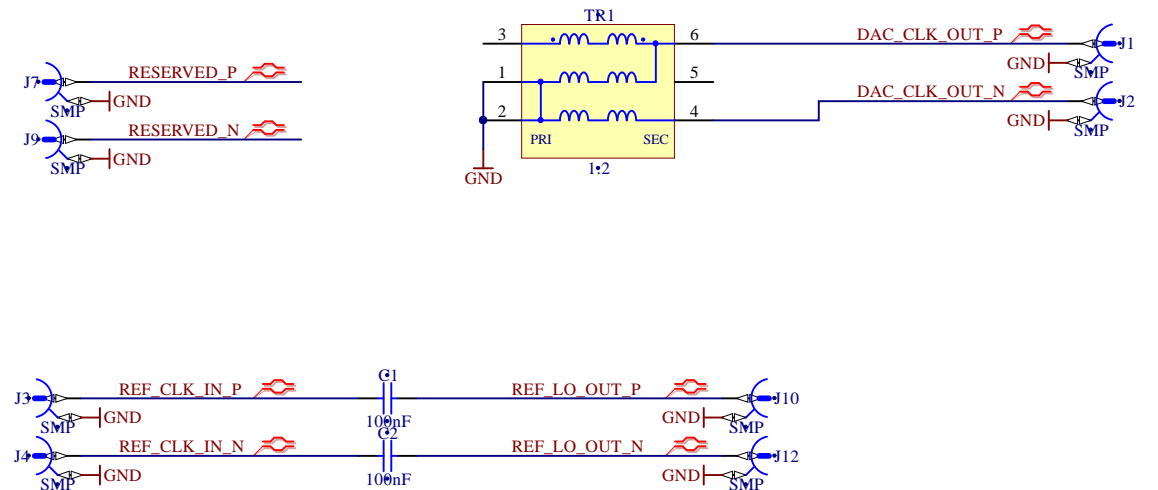 TR1
3
6
DAC_CLK_OUT_P
J1
GND
SMP
J7
RESERVED_P
1
5
GND
SMP
2
4
DAC_CLK_OUT_N
J2
GND
SMP
J9
RESERVED_N
PRI
SEC
GND
SMP
1:2
GND
C1
J3
REF_CLK_IN_P
REF_LO_OUT_P
J10
GND
SMP
100nF
GND
SMP
C2
J4
REF_CLK_IN_N
REF_LO_OUT_N
J12
GND
SMP
100nF
GND
SMP